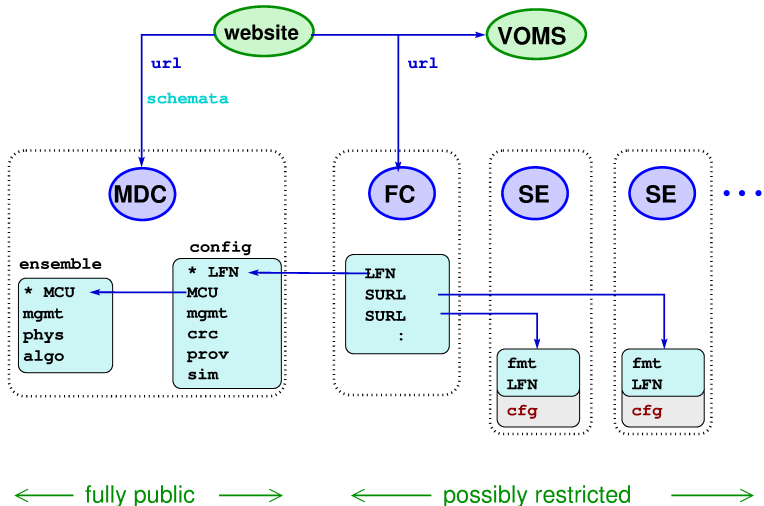 website
VOMS
url
url
schemata
MDC
FC
SE
SE
...
config
ensemble
* LFN
MCU
mgmt
crc
prov
sim
* MCU
mgmt
phys
algo
LFN
SURL
SURL
:
fmt
LFN
cfg
fmt
LFN
cfg
fully public
possibly restricted